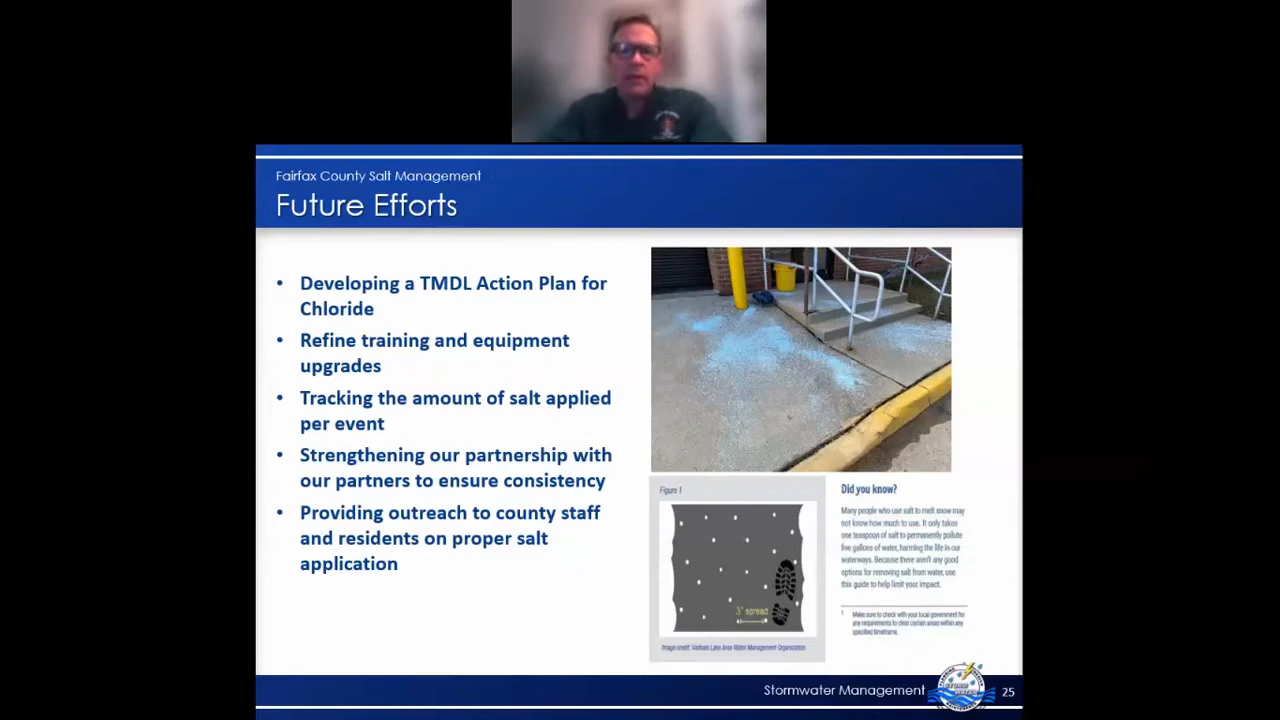 Fairfax County Salt Management
Future Efforts
• Developing a TMDL Action Plan for
Chloride
• Refine training and equipment
upgrades
• Tracking the amount of salt applied
per event
• Strengthening our partnership with
our partners to ensure consistency
• Providing outreach to county staff
and residents on proper salt
application
Figure 1
3" spread
Image credit: Vadnais Lake Area Water Management Organization
Did you know?
Many people who use salt to melt snow may
not know how much to use. It only takes
one teaspoon of salt to permanently pollute
five gallons of water, harming the life in our
waterways. Because there aren't any good
options for removing salt from water, use
this guide to help limit your impact.
1 Make sure to check with your local government for
any requirements to clear certain areas within any
specified timeframe.
Stormwater Management
STORM
WATER
25